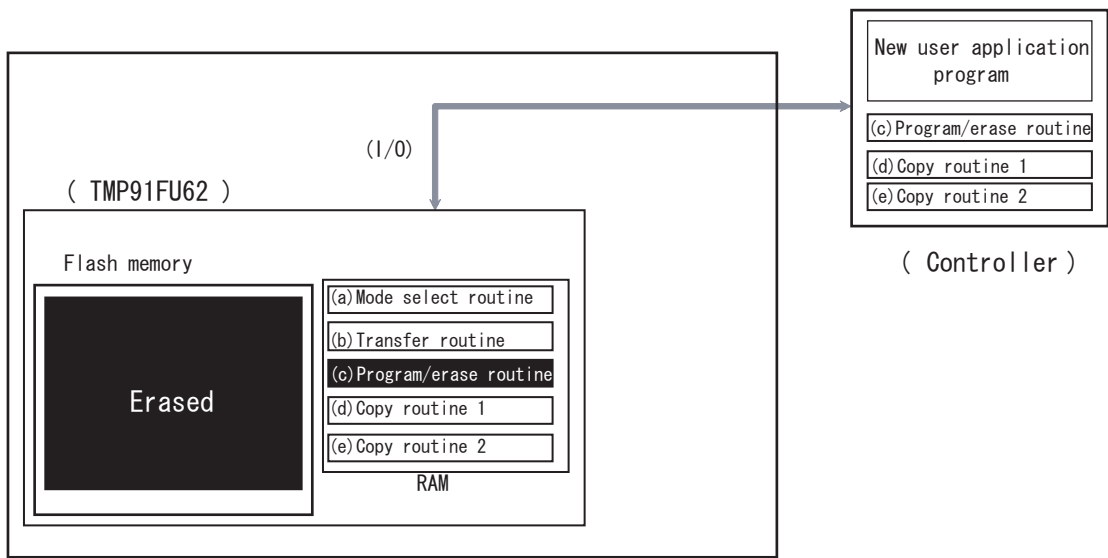 New user application
program
(c)Program/erase routine
(d)Copy routine 1
(e)Copy routine 2
( Controller )
(I/O)
( TMP91FU62 )
Flash memory
Erased
(a)Mode select routine
(b)Transfer routine
(c)Program/erase routine
(d)Copy routine 1
(e)Copy routine 2
RAM